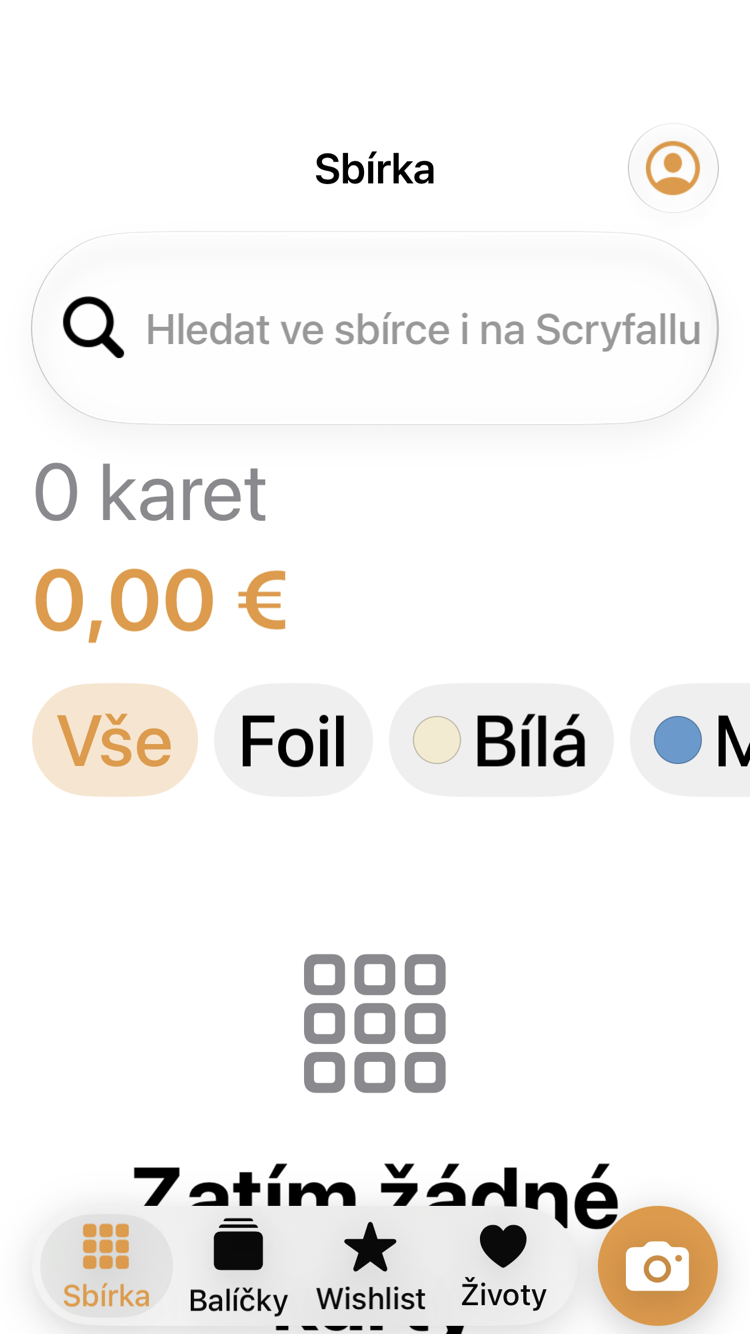 Sbírka
Hledat ve sbírce i na Scryfallu
0 karet
0,00 €
Vše
Foil
Bílá
M
Zatím žádné
karty
Sbírka
Balíčky
Wishlist
Životy